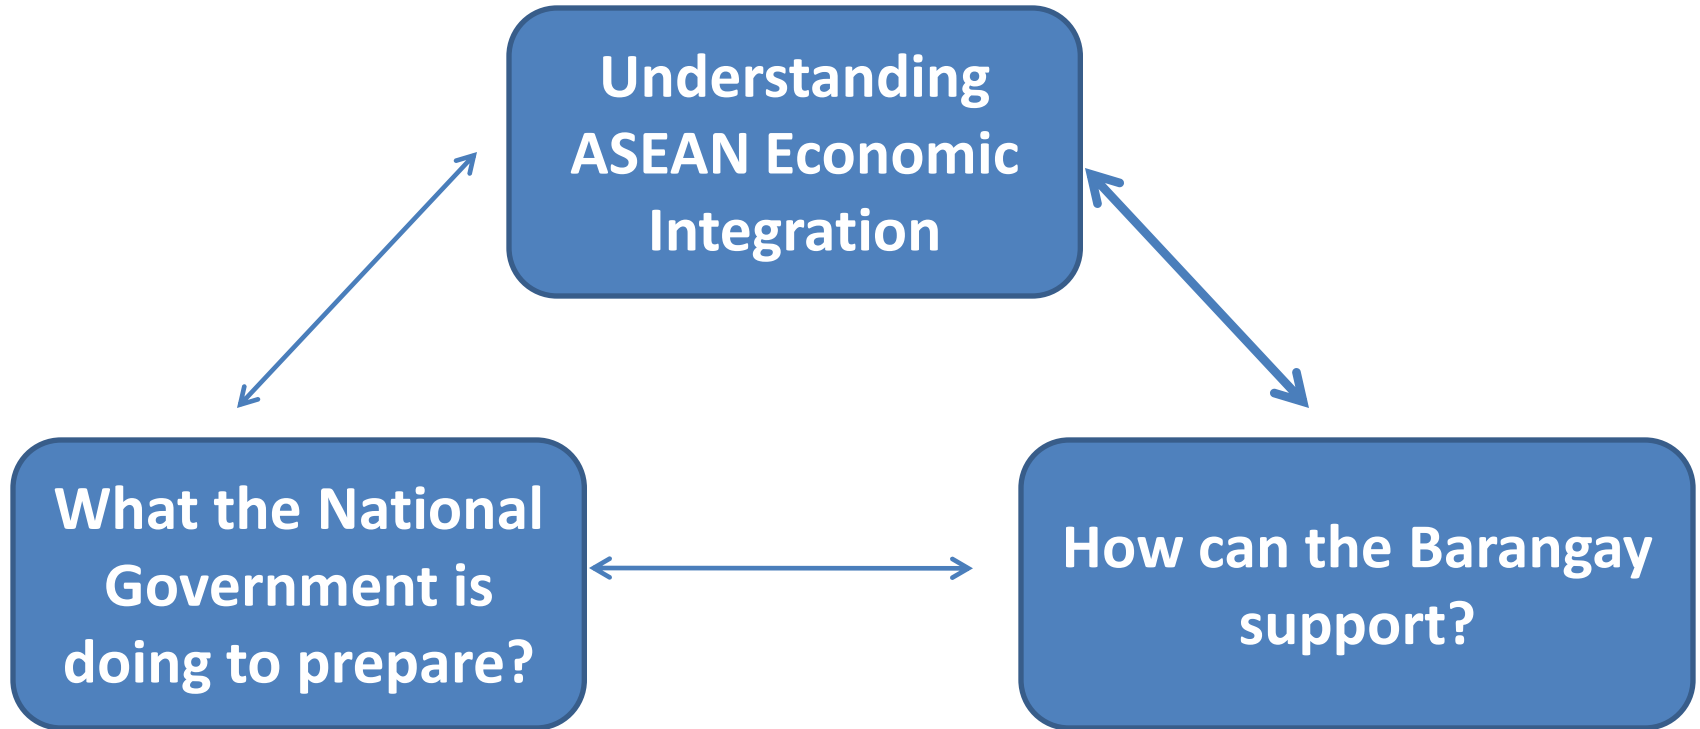 Understanding
ASEAN Economic
Integration
What the National
Government is
doing to prepare?
How can the Barangay
support?